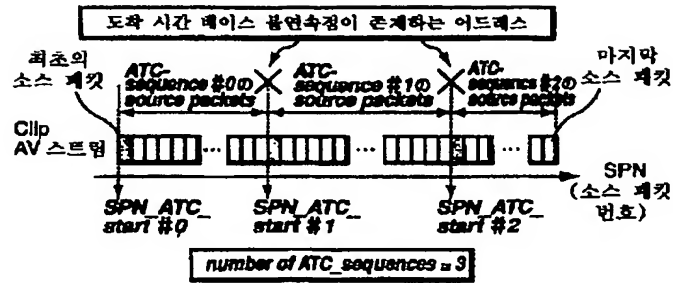 도착 시간 베이스 불연속점이 존재하는 어드레스
최초의
소스 패킷
ATC-
sequence #0の
source packets
ATC-
sequence #1の
source packets
ATC-
sequence #2の
source packets
마지막
소스 패킷
Clip
AV 스트림
... ... ...
SPN
(소스 패킷
번호)
SPN_ATC_
start #0
SPN_ATC_
start #1
SPN_ATC_
start #2
number of ATC_sequences = 3